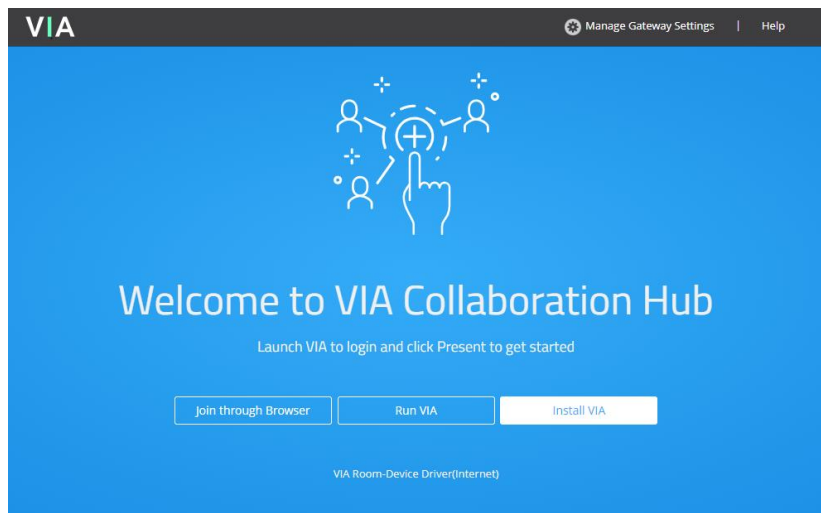 VIA
Manage Gateway Settings | Help
Welcome to VIA Collaboration Hub
Launch VIA to login and click Present to get started
Join through Browser
Run VIA
Install VIA
VIA Room-Device Driver(Internet)